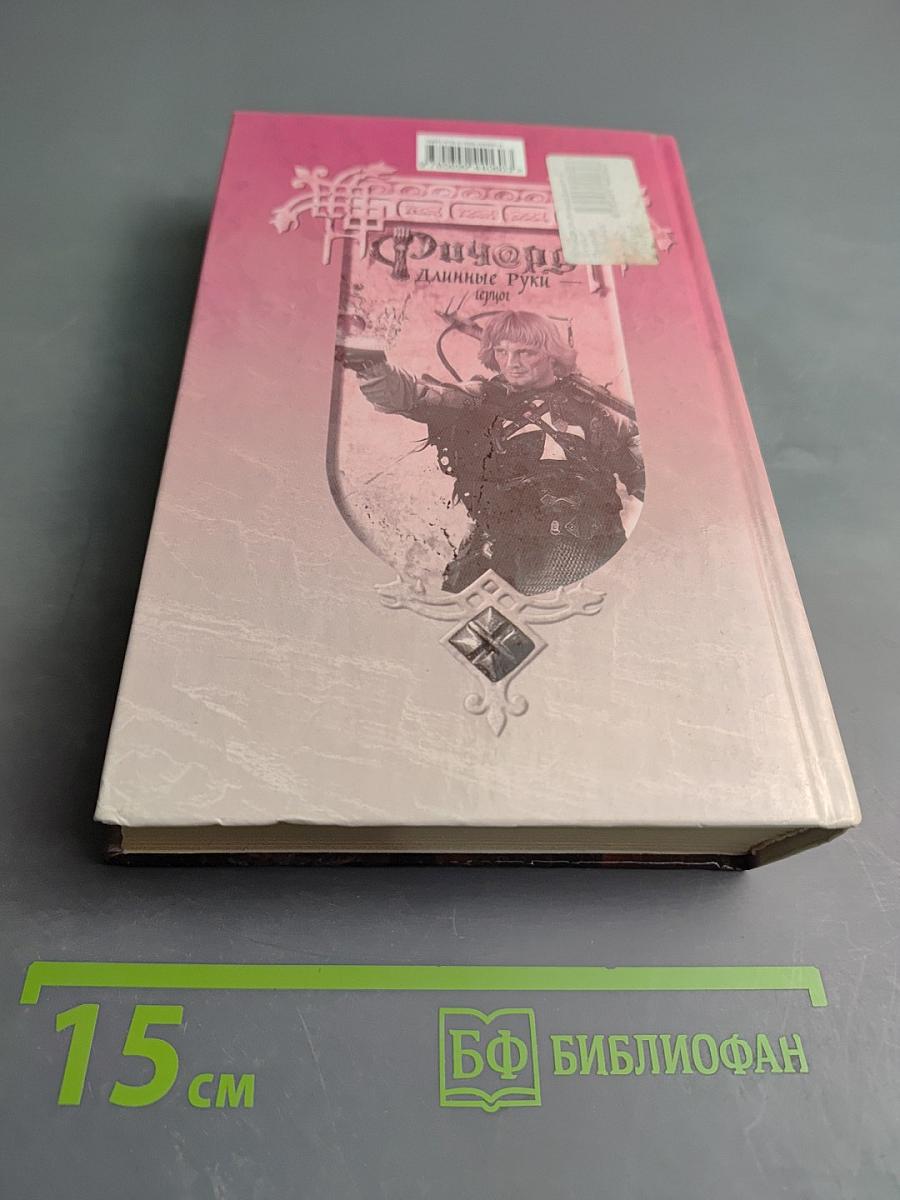 Ричард
Длинные Руки —
герцог
15 см
БФ
БИБЛИОФАН